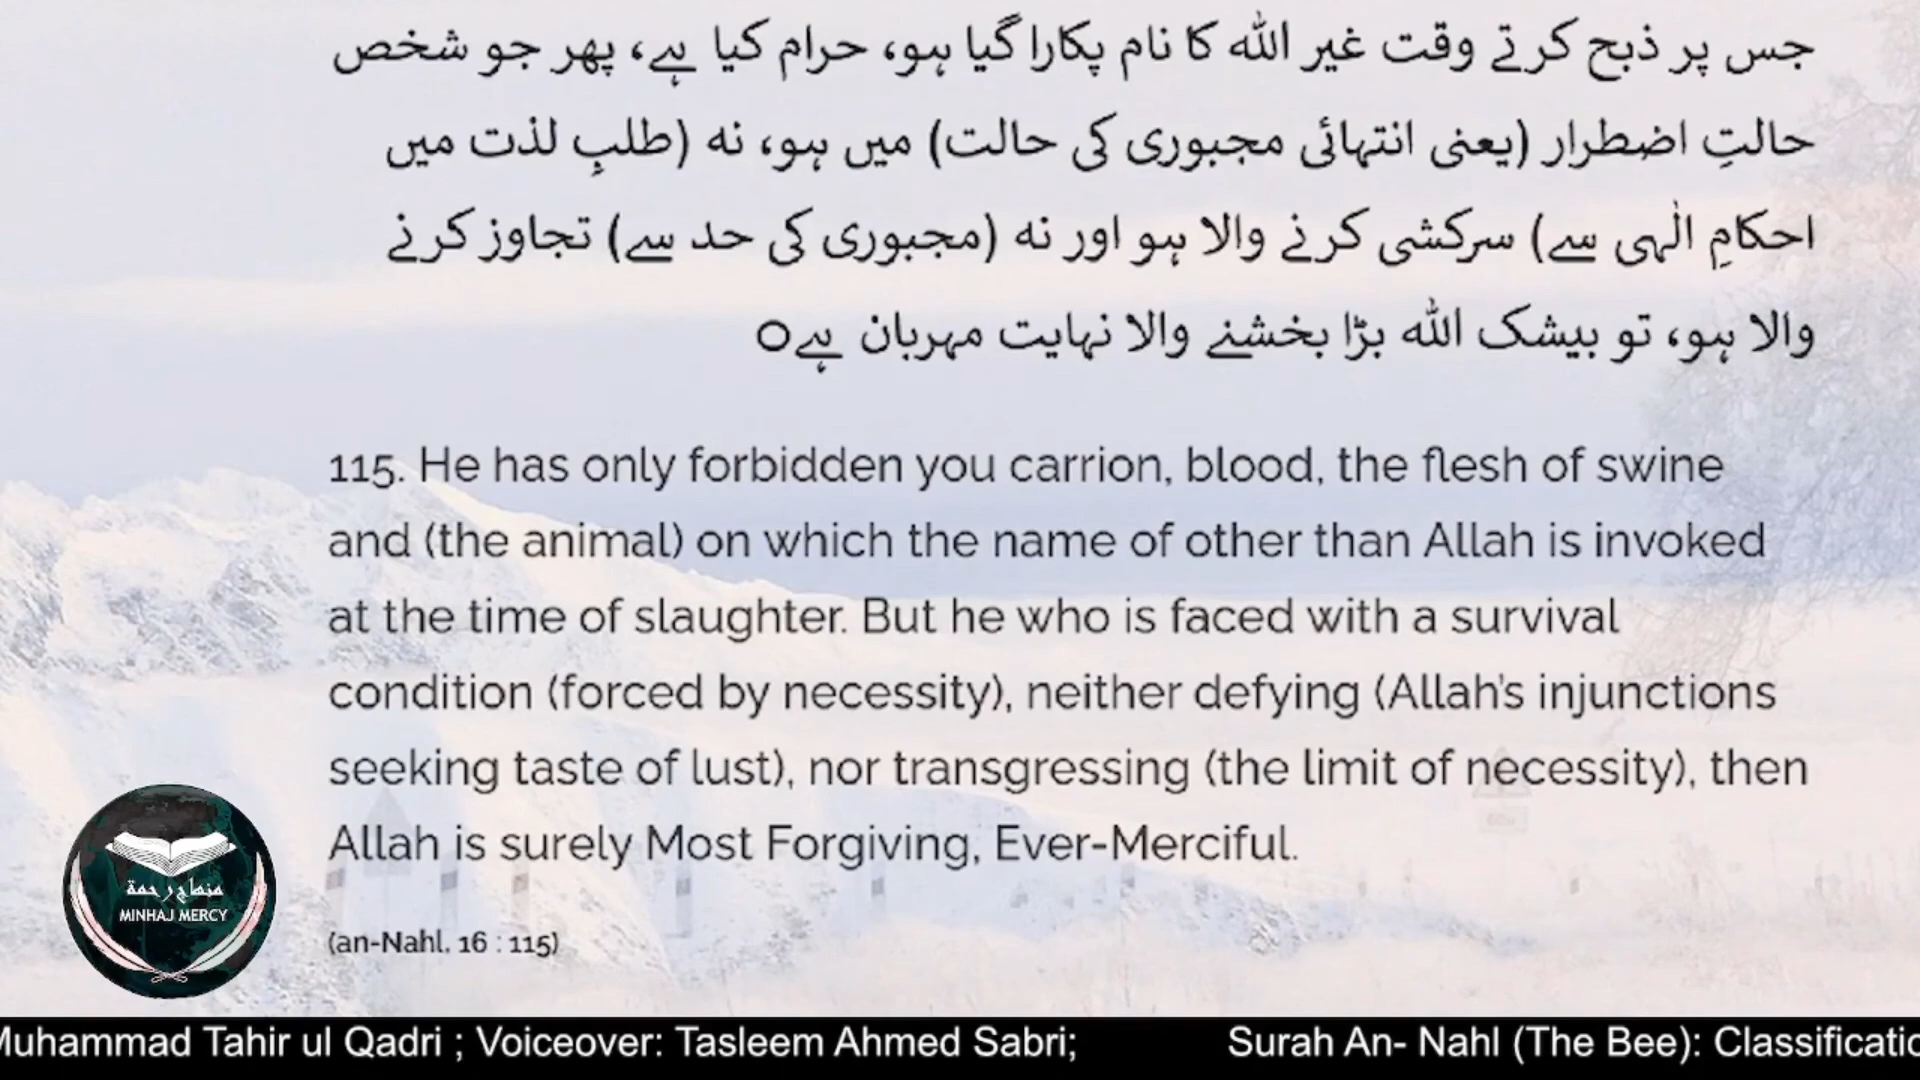 جس پر ذبح کرتے وقت غیر اللہ کا نام پکارا گیا ہو، حرام کیا ہے، پھر جو شخص
حالتِ اضطرار (یعنی انتہائی مجبوری کی حالت) میں ہو، نہ (طلبِ لذت میں
احکامِ الٰہی سے) سرکشی کرنے والا ہو اور نہ (مجبوری کی حد سے) تجاوز کرنے
والا ہو، تو بیشک اللہ بڑا بخشنے والا نہایت مہربان ہےo
115. He has only forbidden you carrion, blood, the flesh of swine
and (the animal) on which the name of other than Allah is invoked
at the time of slaughter. But he who is faced with a survival
condition (forced by necessity), neither defying (Allah's injunctions
seeking taste of lust), nor transgressing (the limit of necessity), then
Allah is surely Most Forgiving, Ever-Merciful.
(an-Nahl, 16 : 115)
منهاج رحمة
MINHAJ MERCY
Muhammad Tahir ul Qadri ; Voiceover: Tasleem Ahmed Sabri; Surah An- Nahl (The Bee): Classificatio